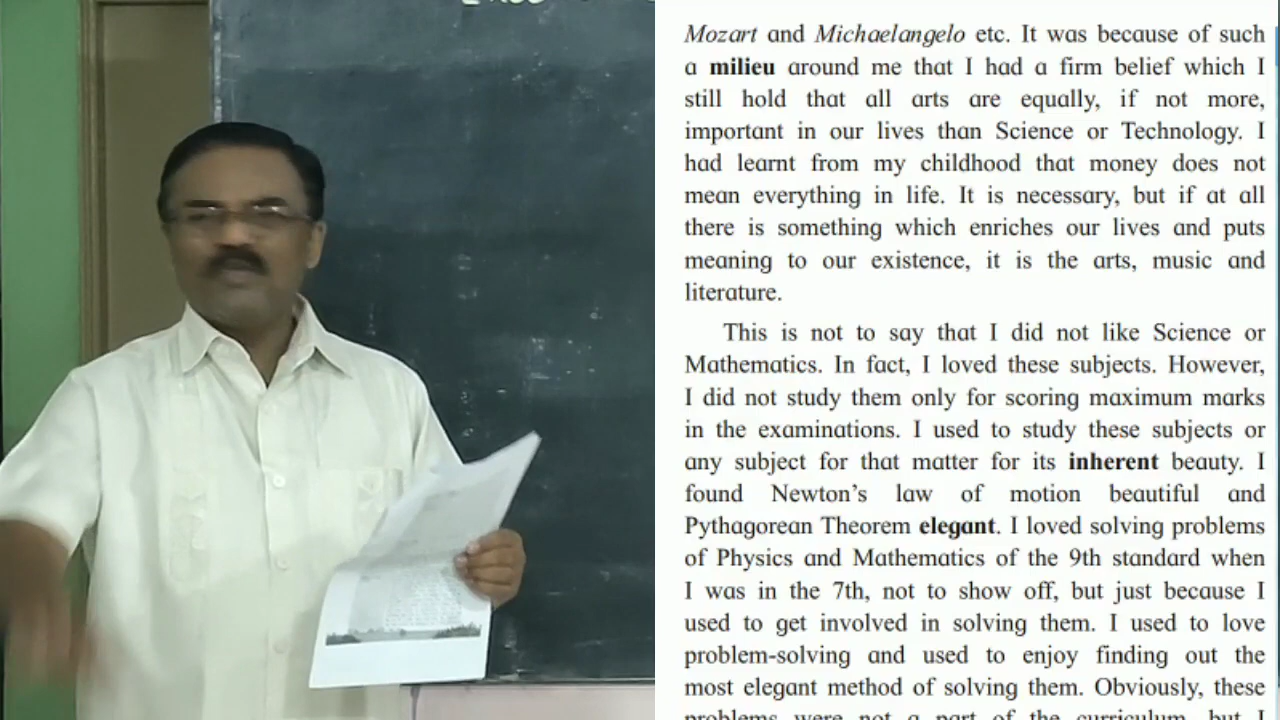 Mozart and Michaelangelo etc. It was because of such
a milieu around me that I had a firm belief which I
still hold that all arts are equally, if not more,
important in our lives than Science or Technology. I
had learnt from my childhood that money does not
mean everything in life. It is necessary, but if at all
there is something which enriches our lives and puts
meaning to our existence, it is the arts, music and
literature.
This is not to say that I did not like Science or
Mathematics. In fact, I loved these subjects. However,
I did not study them only for scoring maximum marks
in the examinations. I used to study these subjects or
any subject for that matter for its inherent beauty. I
found Newton's law of motion beautiful and
Pythagorean Theorem elegant. I loved solving problems
of Physics and Mathematics of the 9th standard when
I was in the 7th, not to show off, but just because I
used to get involved in solving them. I used to love
problem-solving and used to enjoy finding out the
most elegant method of solving them. Obviously, these
problems were not a part of the curriculum, but I